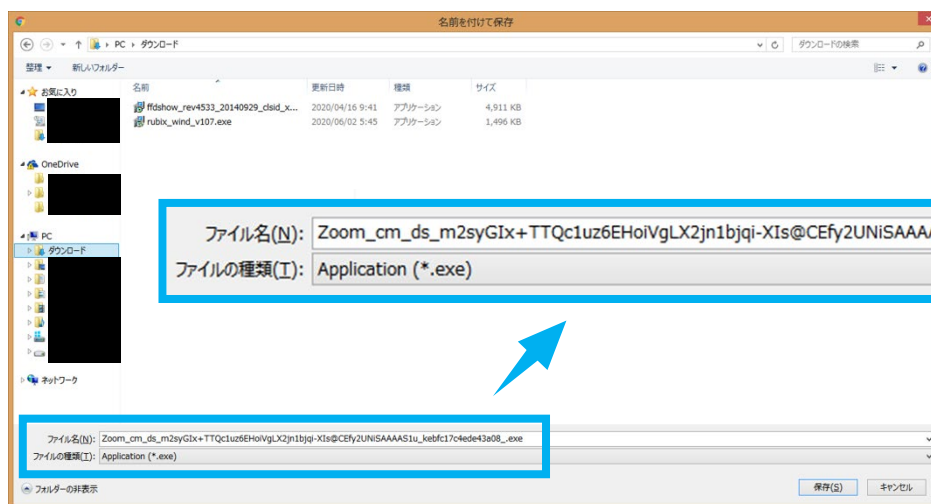 名前を付けて保存
PC ▸ ダウンロード
ダウンロードの検索
整理 新しいフォルダー
名前 更新日時 種類 サイズ
ffdshow_rev4533_20140929_clsid_x... 2020/04/16 9:41 アプリケーション 4,911 KB
rubix_wind_v107.exe 2020/06/02 5:45 アプリケーション 1,496 KB
お気に入り
OneDrive
PC
ダウンロード
ネットワーク
ファイル名(N): Zoom_cm_ds_m2syGIx+TTQc1uz6EHoiVgLX2jn1bjqi-XIs@CEfy2UNiSAAA
ファイルの種類(T): Application (*.exe)
ファイル名(N): Zoom_cm_ds_m2syGIx+TTQc1uz6EHoiVgLX2jn1bjqi-XIs@CEfy2UNiSAAAAS1u_kebfc17c4ede43a08_.exe
ファイルの種類(T): Application (*.exe)
フォルダーの非表示
保存(S) キャンセル